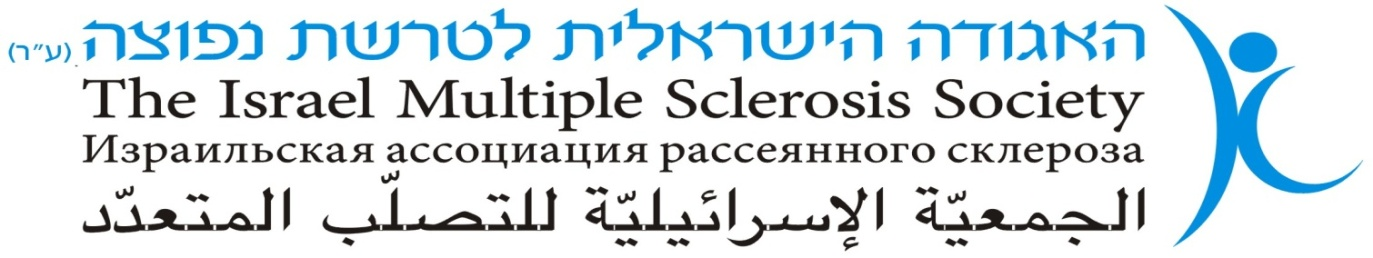 האגודה הישראלית לטרשת נפוצה (ע"ר)
The Israel Multiple Sclerosis Society
Израильская ассоциация рассеянного склероза
الجمعيّة الإسرائيليّة للتصلّب المتعدّد